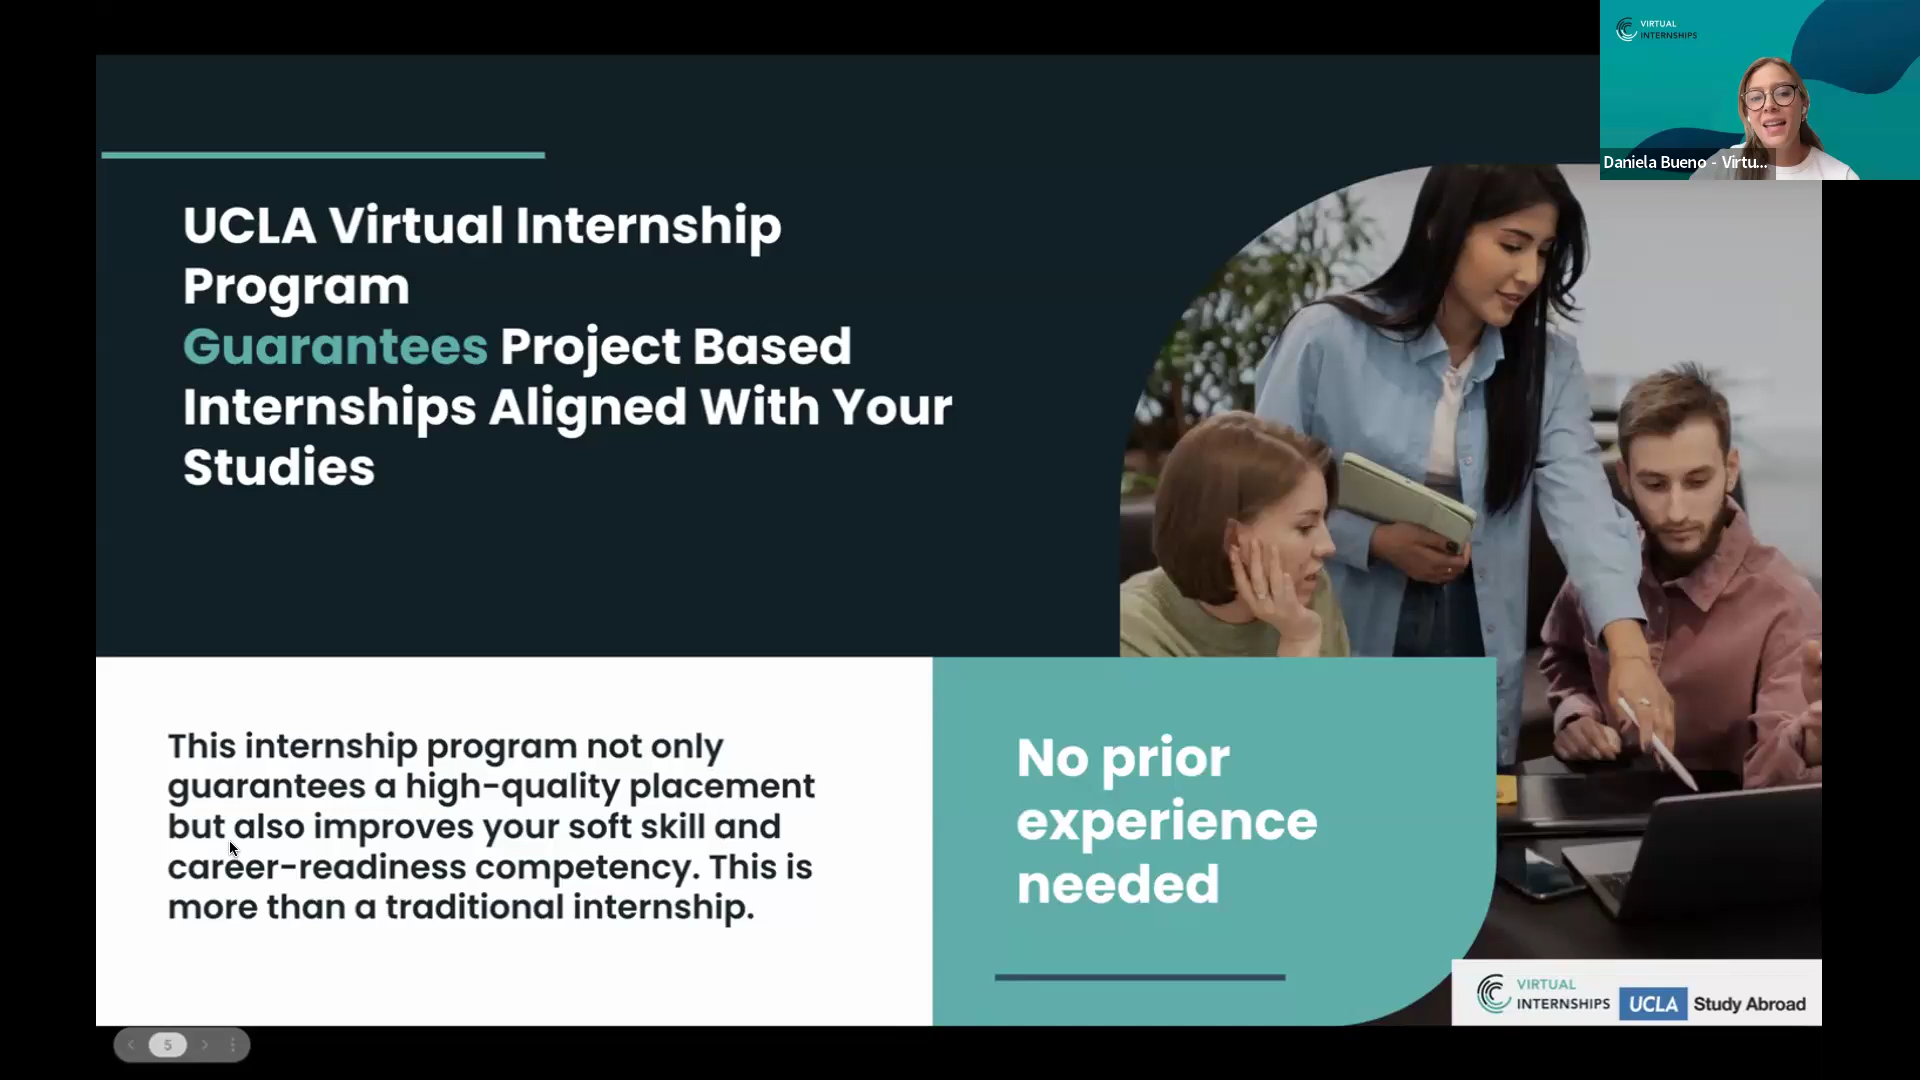 VIRTUAL
INTERNSHIPS
Daniela Bueno - Virtu...
UCLA Virtual Internship
Program
Guarantees Project Based
Internships Aligned With Your
Studies
This internship program not only
guarantees a high-quality placement
but also improves your soft skill and
career-readiness competency. This is
more than a traditional internship.
No prior
experience
needed
VIRTUAL
INTERNSHIPS
UCLA Study Abroad
5